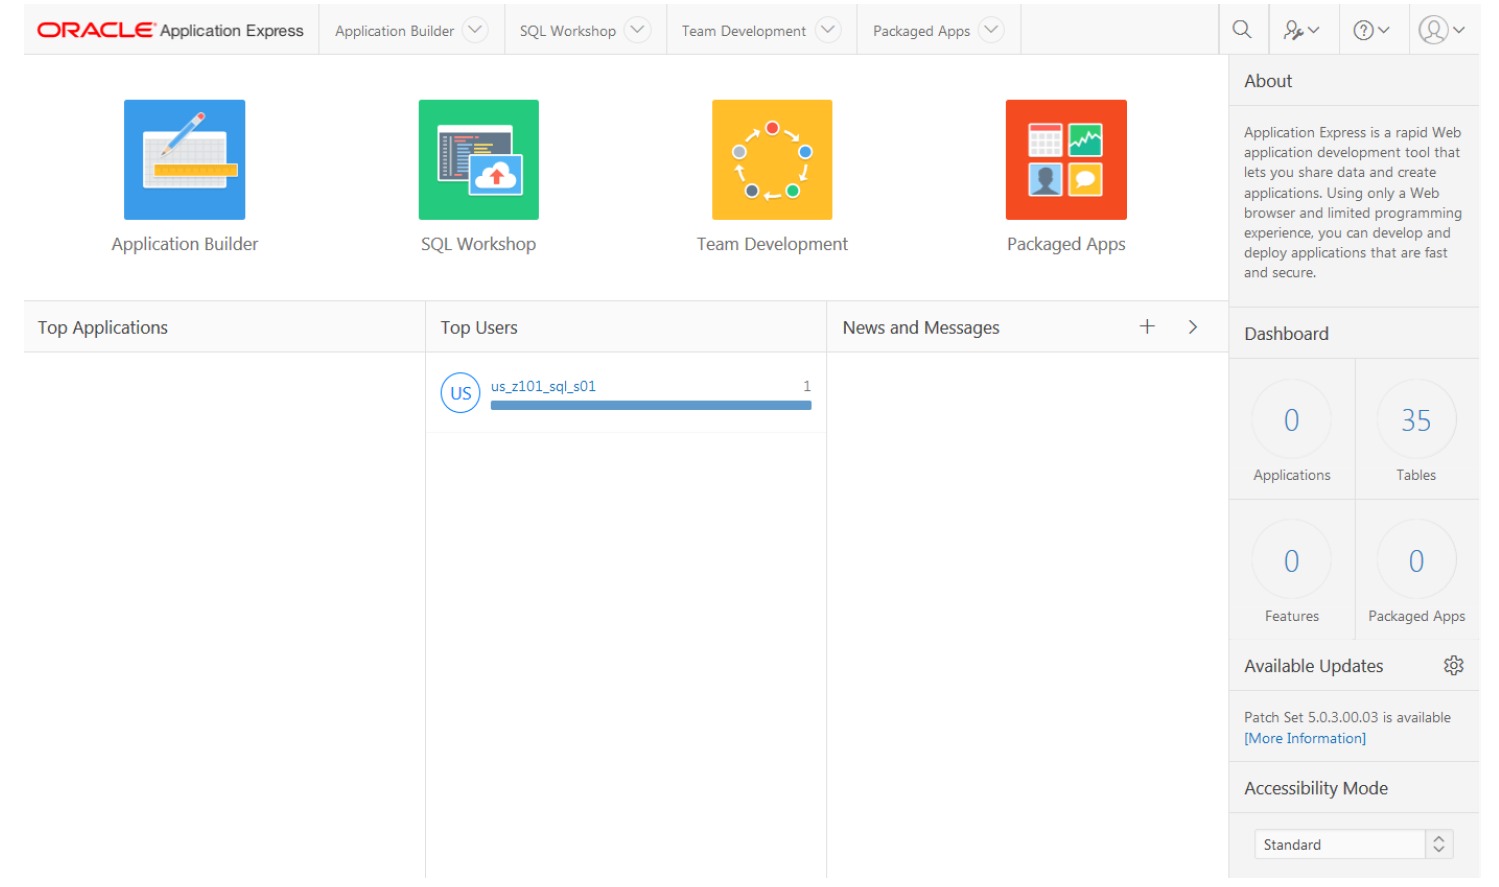 ORACLE Application Express
Application Builder
SQL Workshop
Team Development
Packaged Apps
Application Builder
SQL Workshop
Team Development
Packaged Apps
Top Applications
Top Users
US
us_z101_sql_s01
1
News and Messages
About
Application Express is a rapid Web
application development tool that
lets you share data and create
applications. Using only a Web
browser and limited programming
experience, you can develop and
deploy applications that are fast
and secure.
Dashboard
0
Applications
35
Tables
0
Features
0
Packaged Apps
Available Updates
Patch Set 5.0.3.00.03 is available
[More Information]
Accessibility Mode
Standard